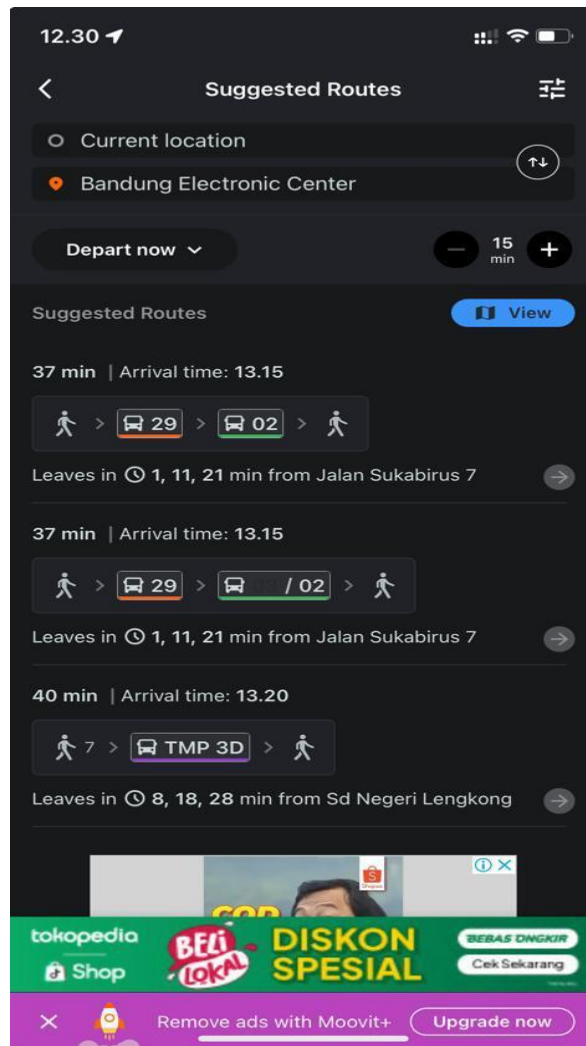 12.30
Suggested Routes
Current location
Bandung Electronic Center
Depart now
15
min
Suggested Routes
View
37 min | Arrival time: 13.15
29 > 02 >
Leaves in 1, 11, 21 min from Jalan Sukabirus 7
37 min | Arrival time: 13.15
29 > / 02 >
Leaves in 1, 11, 21 min from Jalan Sukabirus 7
40 min | Arrival time: 13.20
7 > TMP 3D >
Leaves in 8, 18, 28 min from Sd Negeri Lengkong
tokopedia
Shop
BELI
LOKAL
DISKON
SPESIAL
BEBAS ONGKIR
Cek Sekarang
Remove ads with Moovit+
Upgrade now